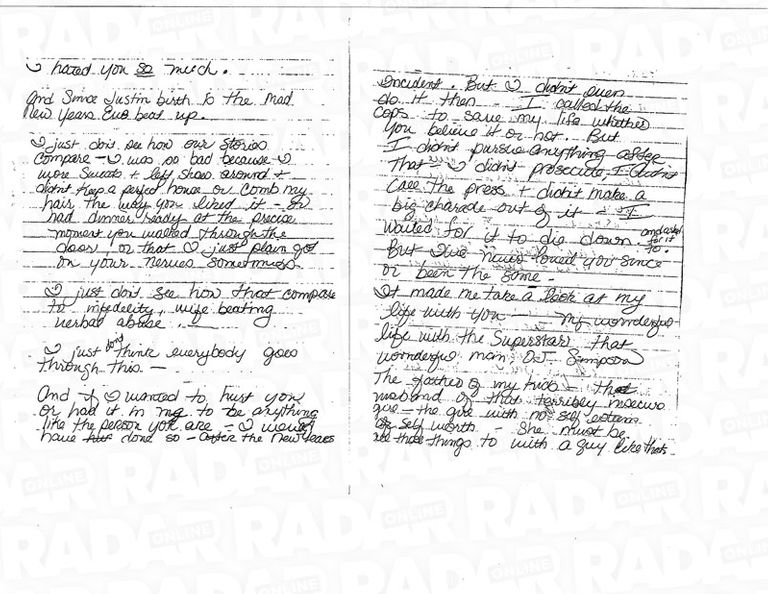 I hated you so much.
And since Justin birth to the mad
New Years Eve beat up.
I just don't see how our stories
compare - I was so bad because I
wore sweats & left shoes around &
didn't keep a perfect house or comb my
hair the way you liked it - or
had dinner ready at the precise
moment you walked through the
door or that I just plain got
on your nerves sometimes.
I just don't see how that compare
to infidelity, wife beating
verbal abuse.
I just dont think everybody goes
through this -
And if I wanted to hurt you
or had it in me to be anything
like the person you are - I would
have done so - after the New Years
incident. But I didn't even
do it then - I called the
cops to save my life whether
you believe it or not. But
I didn't pursue anything after
that - I didn't prosecute, I didn't
call the press & didn't make a
big charade out of it - I
waited for it to die down and asked for it to.
But I've never loved you since
or been the same -
It made me take a look at my
life with you - my wonderful
life with the superstar that
wonderful man O.J. Simpson
The father of my kids - that
husband of that terribly insecure
- the girl with no self esteem
or self worth - she must be
things to with a guy like that.
RADAR ONLINE